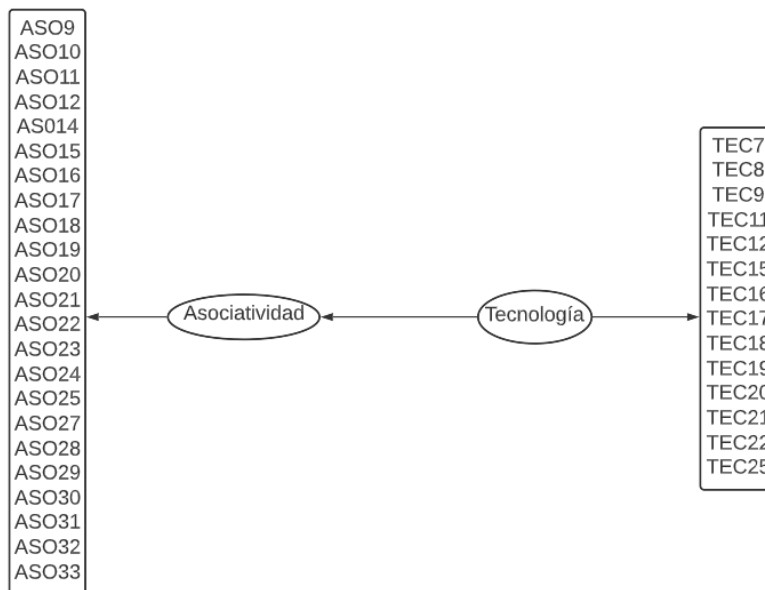 ASO9
ASO10
ASO11
ASO12
AS014
ASO15
ASO16
ASO17
ASO18
ASO19
ASO20
ASO21
ASO22
ASO23
ASO24
ASO25
ASO27
ASO28
ASO29
ASO30
ASO31
ASO32
ASO33
Asociatividad
Tecnología
TEC7
TEC8
TEC9
TEC11
TEC12
TEC15
TEC16
TEC17
TEC18
TEC19
TEC20
TEC21
TEC22
TEC25